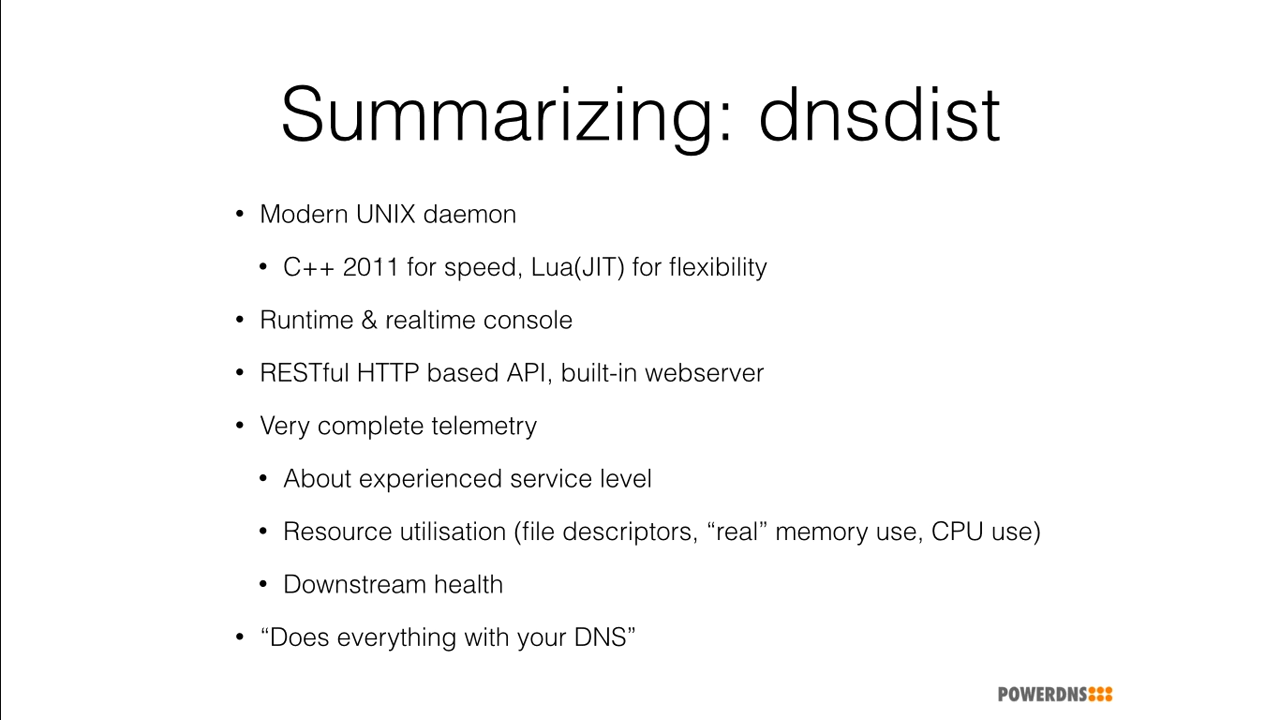 Summarizing: dnsdist
• Modern UNIX daemon
• C++ 2011 for speed, Lua(JIT) for flexibility
• Runtime & realtime console
• RESTful HTTP based API, built-in webserver
• Very complete telemetry
• About experienced service level
• Resource utilisation (file descriptors, “real” memory use, CPU use)
• Downstream health
• “Does everything with your DNS”
POWERDNS